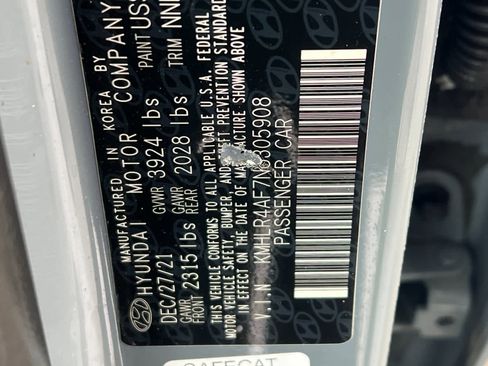 MANUFACTURED IN KOREA BY
HYUNDAI MOTOR COMPANY
DEC/27/21 GVWR 3924 lbs PAINT
GAWR FRONT 2315 lbs GAWR REAR 2028 lbs TRIM
THIS VEHICLE CONFORMS TO ALL APPLICABLE U.S.A. FEDERAL
MOTOR VEHICLE SAFETY, BUMPER, AND THEFT PREVENTION STANDARDS
IN EFFECT ON THE DATE OF MANUFACTURE SHOWN ABOVE
V.I.N
PASSENGER CAR